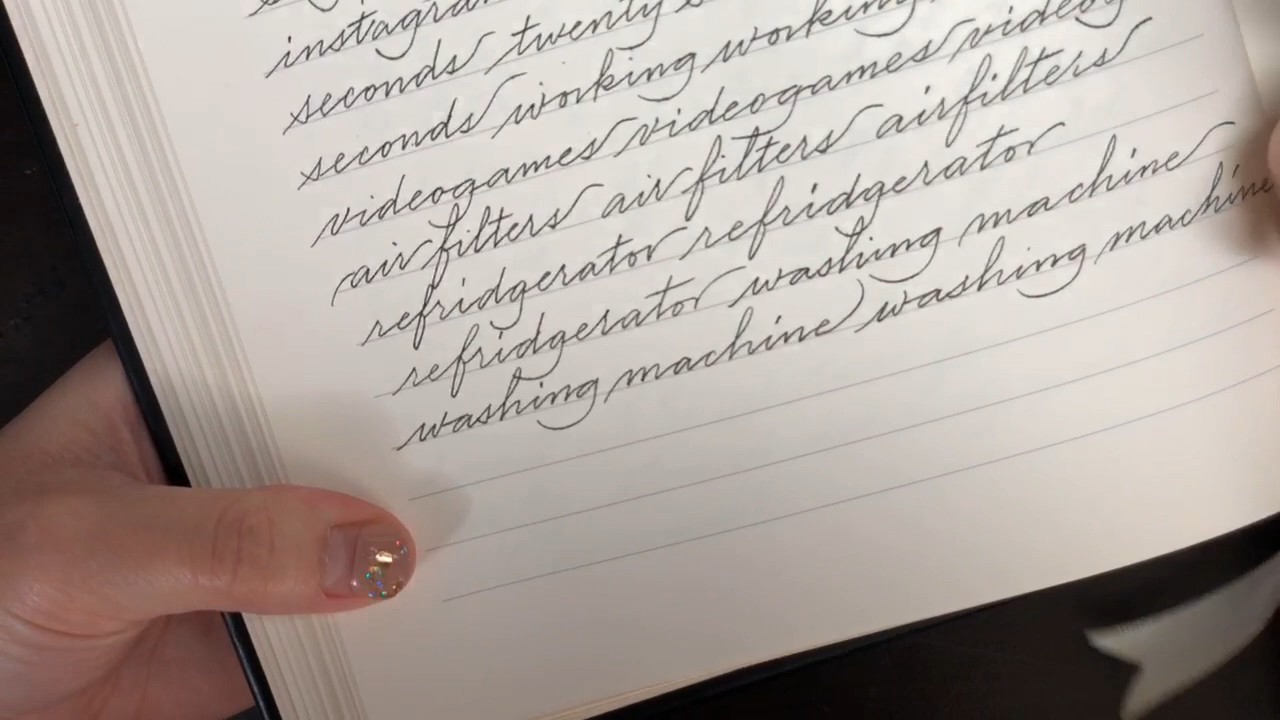 seconds twenty
seconds working working
videogames videogames
airfilters airfilters airfilters
refridgerator refridgerator
refridgerator washing machine
washing machine washing machine